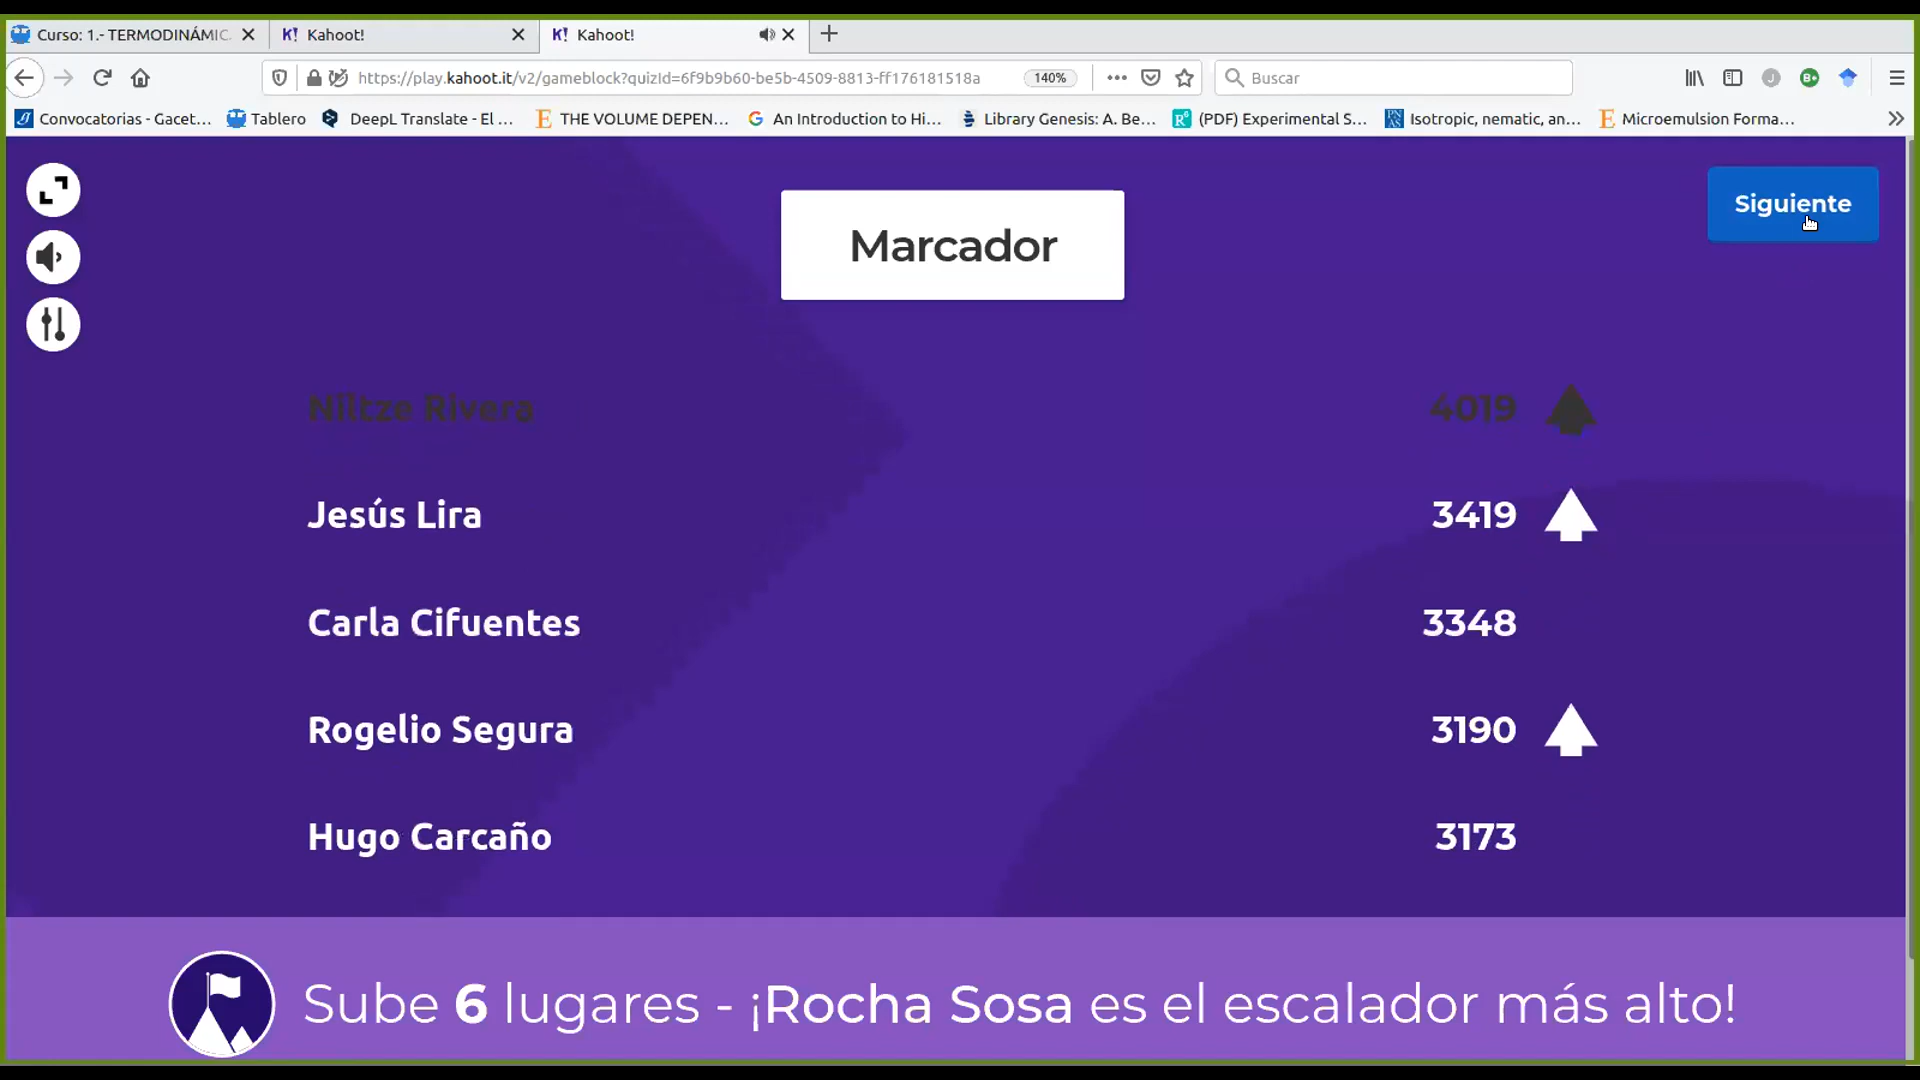 Curso: 1.- TERMODINÁMIC
K! Kahoot!
K! Kahoot!
https://play.kahoot.it/v2/gameblock?quizId=6f9b9b60-be5b-4509-8813-ff176181518a
140%
Buscar
J
B+
Convocatorias - Gacet...
Tablero
DeepL Translate - El ...
E THE VOLUME DEPEN...
G An Introduction to Hi...
Library Genesis: A. Be...
(PDF) Experimental S...
PNAS Isotropic, nematic, an...
E Microemulsion Forma...
Siguiente
Marcador
Niltze Rivera 4019
Jesús Lira 3419
Carla Cifuentes 3348
Rogelio Segura 3190
Hugo Carcaño 3173
Sube 6 lugares - ¡Rocha Sosa es el escalador más alto!